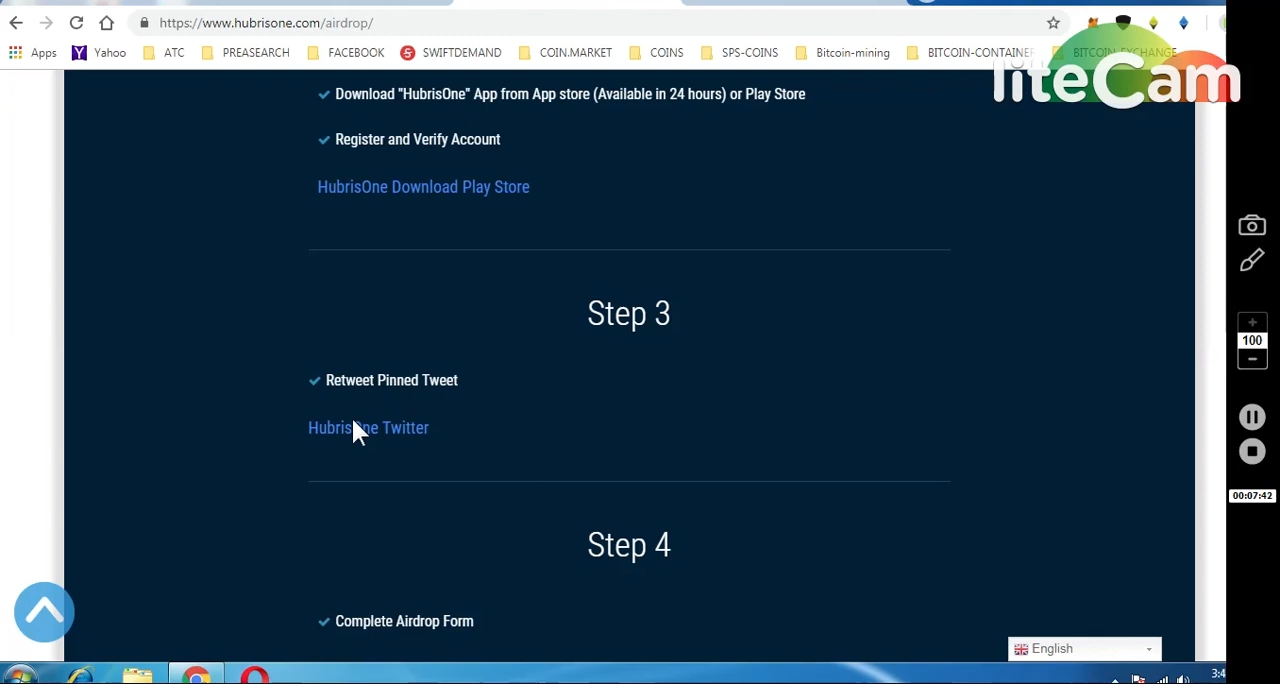 https://www.hubrisone.com/airdrop/
Apps Yahoo ATC PREASEARCH FACEBOOK SWIFTDEMAND COIN.MARKET COINS SPS-COINS Bitcoin-mining BITCOIN-CONTAINER BITCOIN-EXCHANGE
liteCam
Download "HubrisOne" App from App store (Available in 24 hours) or Play Store
Register and Verify Account
HubrisOne Download Play Store
Step 3
100
Retweet Pinned Tweet
HubrisOne Twitter
00:07:42
Step 4
Complete Airdrop Form
English